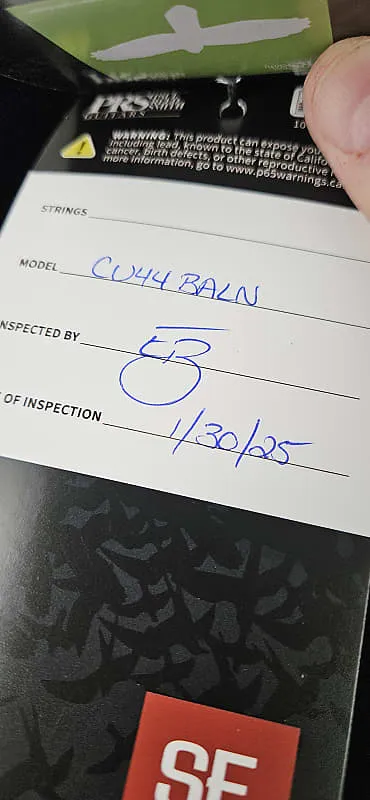 PRS
GUITARS
10
WARNING: This product can expose you
including lead, known to the state of Califo
cancer, birth defects, or other reproductive
more information, go to www.p65warnings.ca
STRINGS
MODEL CU44 BALN
NSPECTED BY EB
OF INSPECTION 1/30/25
SE